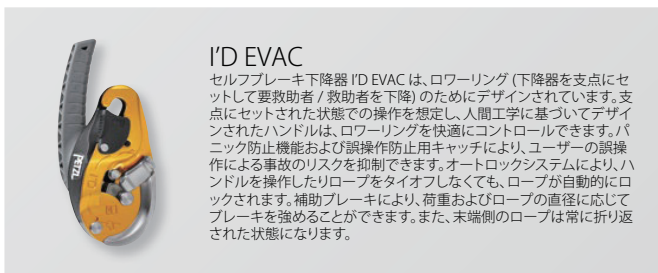 I'D EVAC
セルフブレーキ下降器 I'D EVAC は、ロワーリング (下降器を支点にセ
ットして要救助者 / 救助者を下降) のためにデザインされています。支
点にセットされた状態での操作を想定し、人間工学に基づいてデザイ
ンされたハンドルは、ロワーリングを快適にコントロールできます。パ
ニック防止機能および誤操作防止用キャッチにより、ユーザーの誤操
作による事故のリスクを抑制できます。オートロックシステムにより、ハ
ンドルを操作したりロープをタイオフしなくても、ロープが自動的にロ
ックされます。補助ブレーキにより、荷重およびロープの直径に応じて
ブレーキを強めることができます。また、末端側のロープは常に折り返
された状態になります。
PETZL